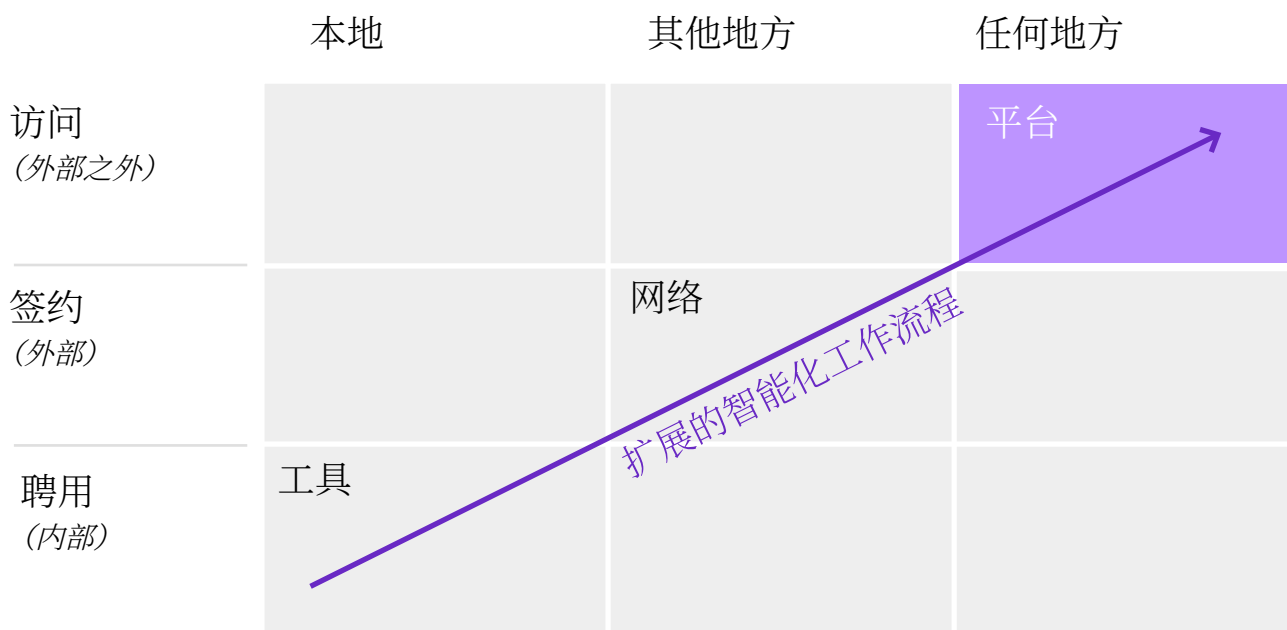 本地
其他地方
任何地方
访问
（外部之外）
平台
签约
（外部）
网络
扩展的智能化工作流程
聘用
（内部）
工具